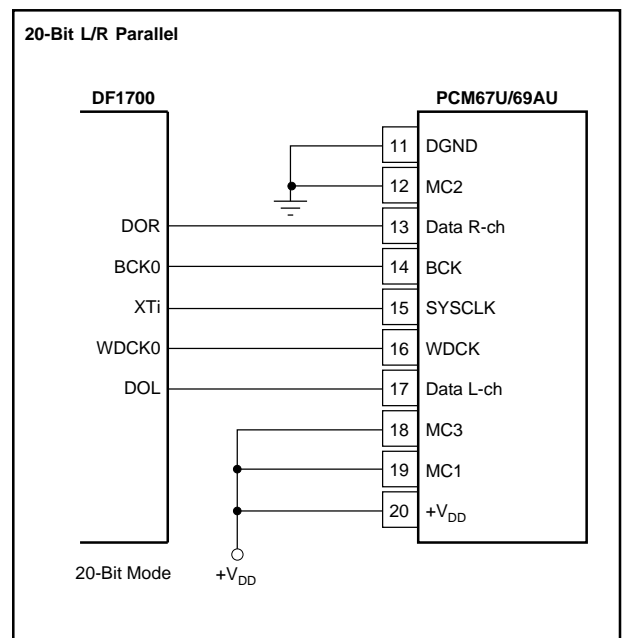 20-Bit L/R Parallel
DF1700
PCM67U/69AU
11 DGND
12 MC2
DOR 13 Data R-ch
BCK0 14 BCK
XTi 15 SYSCLK
WDCK0 16 WDCK
DOL 17 Data L-ch
18 MC3
19 MC1
20 +VDD
20-Bit Mode
+VDD